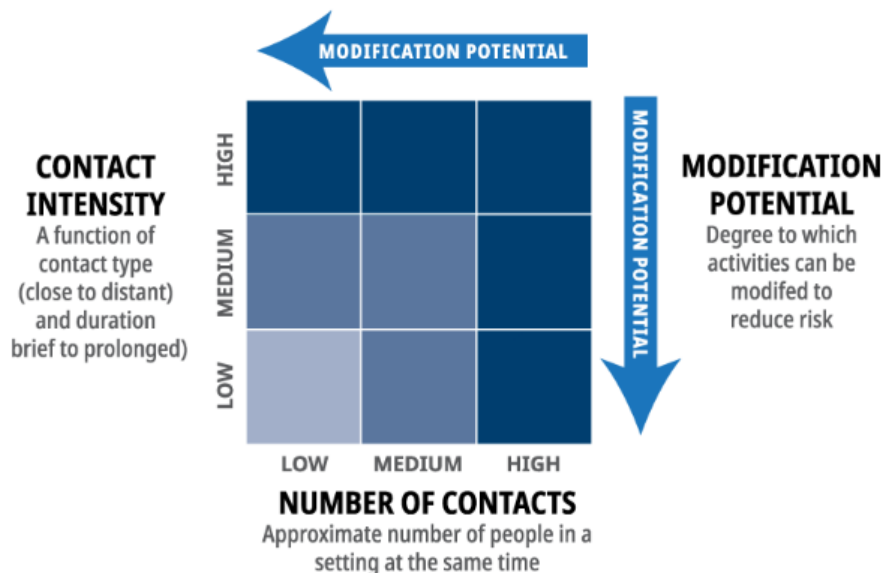 MODIFICATION POTENTIAL
CONTACT
INTENSITY
A function of
contact type
(close to distant)
and duration
brief to prolonged)
HIGH
MEDIUM
LOW
MODIFICATION POTENTIAL
MODIFICATION
POTENTIAL
Degree to which
activities can be
modifed to
reduce risk
LOW
MEDIUM
HIGH
NUMBER OF CONTACTS
Approximate number of people in a
setting at the same time